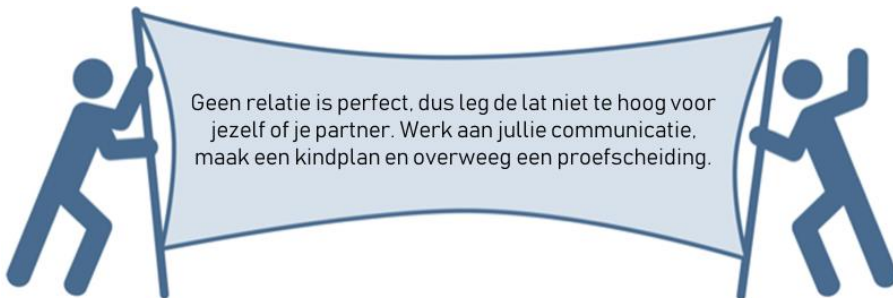 Geen relatie is perfect, dus leg de lat niet te hoog voor
jezelf of je partner. Werk aan jullie communicatie,
maak een kindplan en overweeg een proefscheiding.